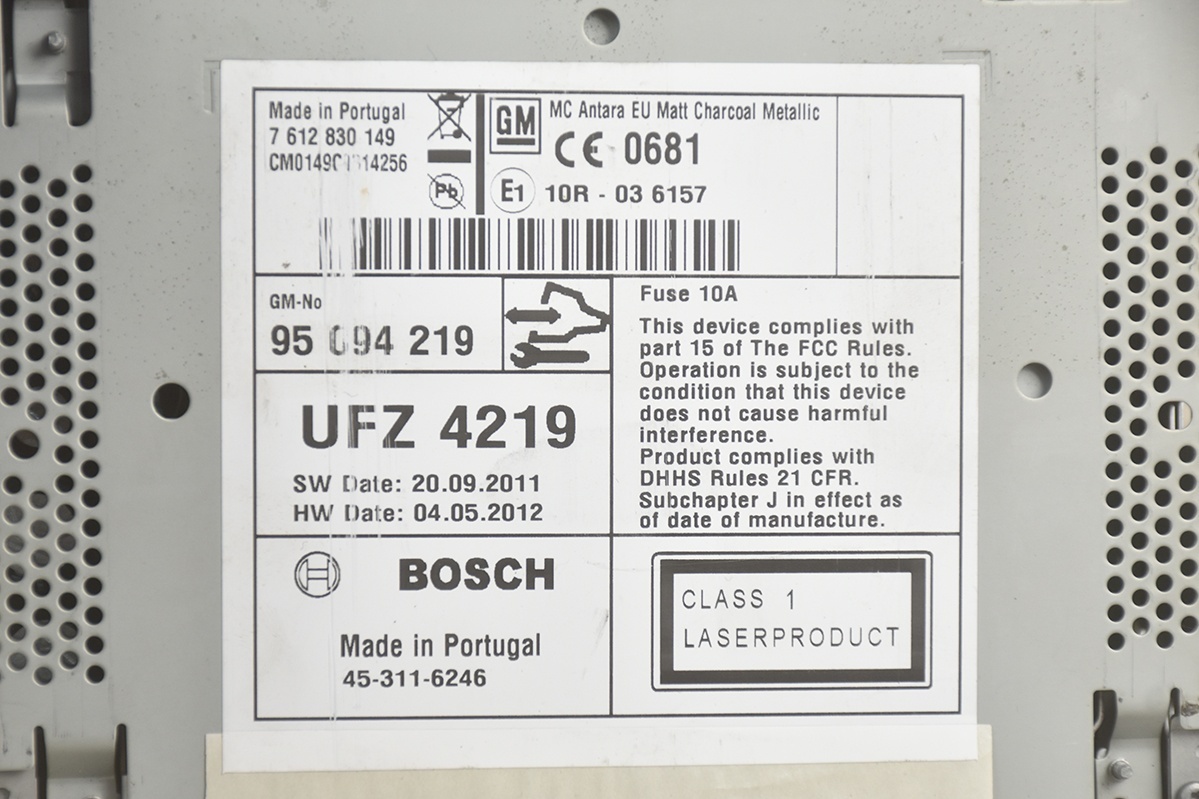 Made in Portugal
7 612 830 149
Pb
GM
MC Antara EU Matt Charcoal Metallic
CE 0681
E1 10R - 03 6157
GM-No
95 094 219
UFZ 4219
SW Date: 20.09.2011
HW Date: 04.05.2012
Fuse 10A
This device complies with
part 15 of The FCC Rules.
Operation is subject to the
condition that this device
does not cause harmful
interference.
Product complies with
DHHS Rules 21 CFR.
Subchapter J in effect as
of date of manufacture.
BOSCH
Made in Portugal
45-311-6246
CLASS 1
LASERPRODUCT